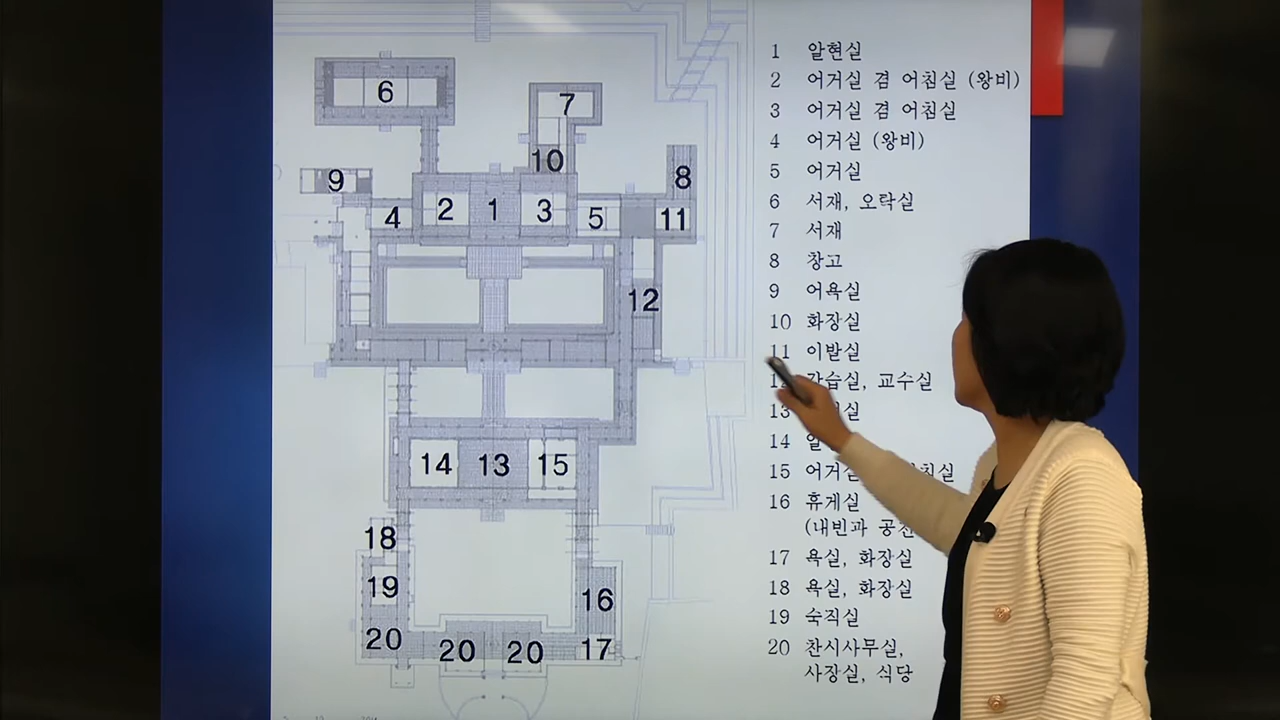 6
7
10
9
8
4 2 1 3 5 11
12
14 13 15
18
19
16
20 20 20 17
1 알현실
2 어거실 겸 어침실 (왕비)
3 어거실 겸 어침실
4 어거실 (왕비)
5 어거실
6 서재, 오탁실
7 서재
8 창고
9 어욕실
10 화장실
11 이발실
강습실, 교수실
13
14
15
16 휴게실
(내빈과
17 욕실, 화장실
18 욕실, 화장실
19 숙직실
20 찬시사무실,
사장실, 식당